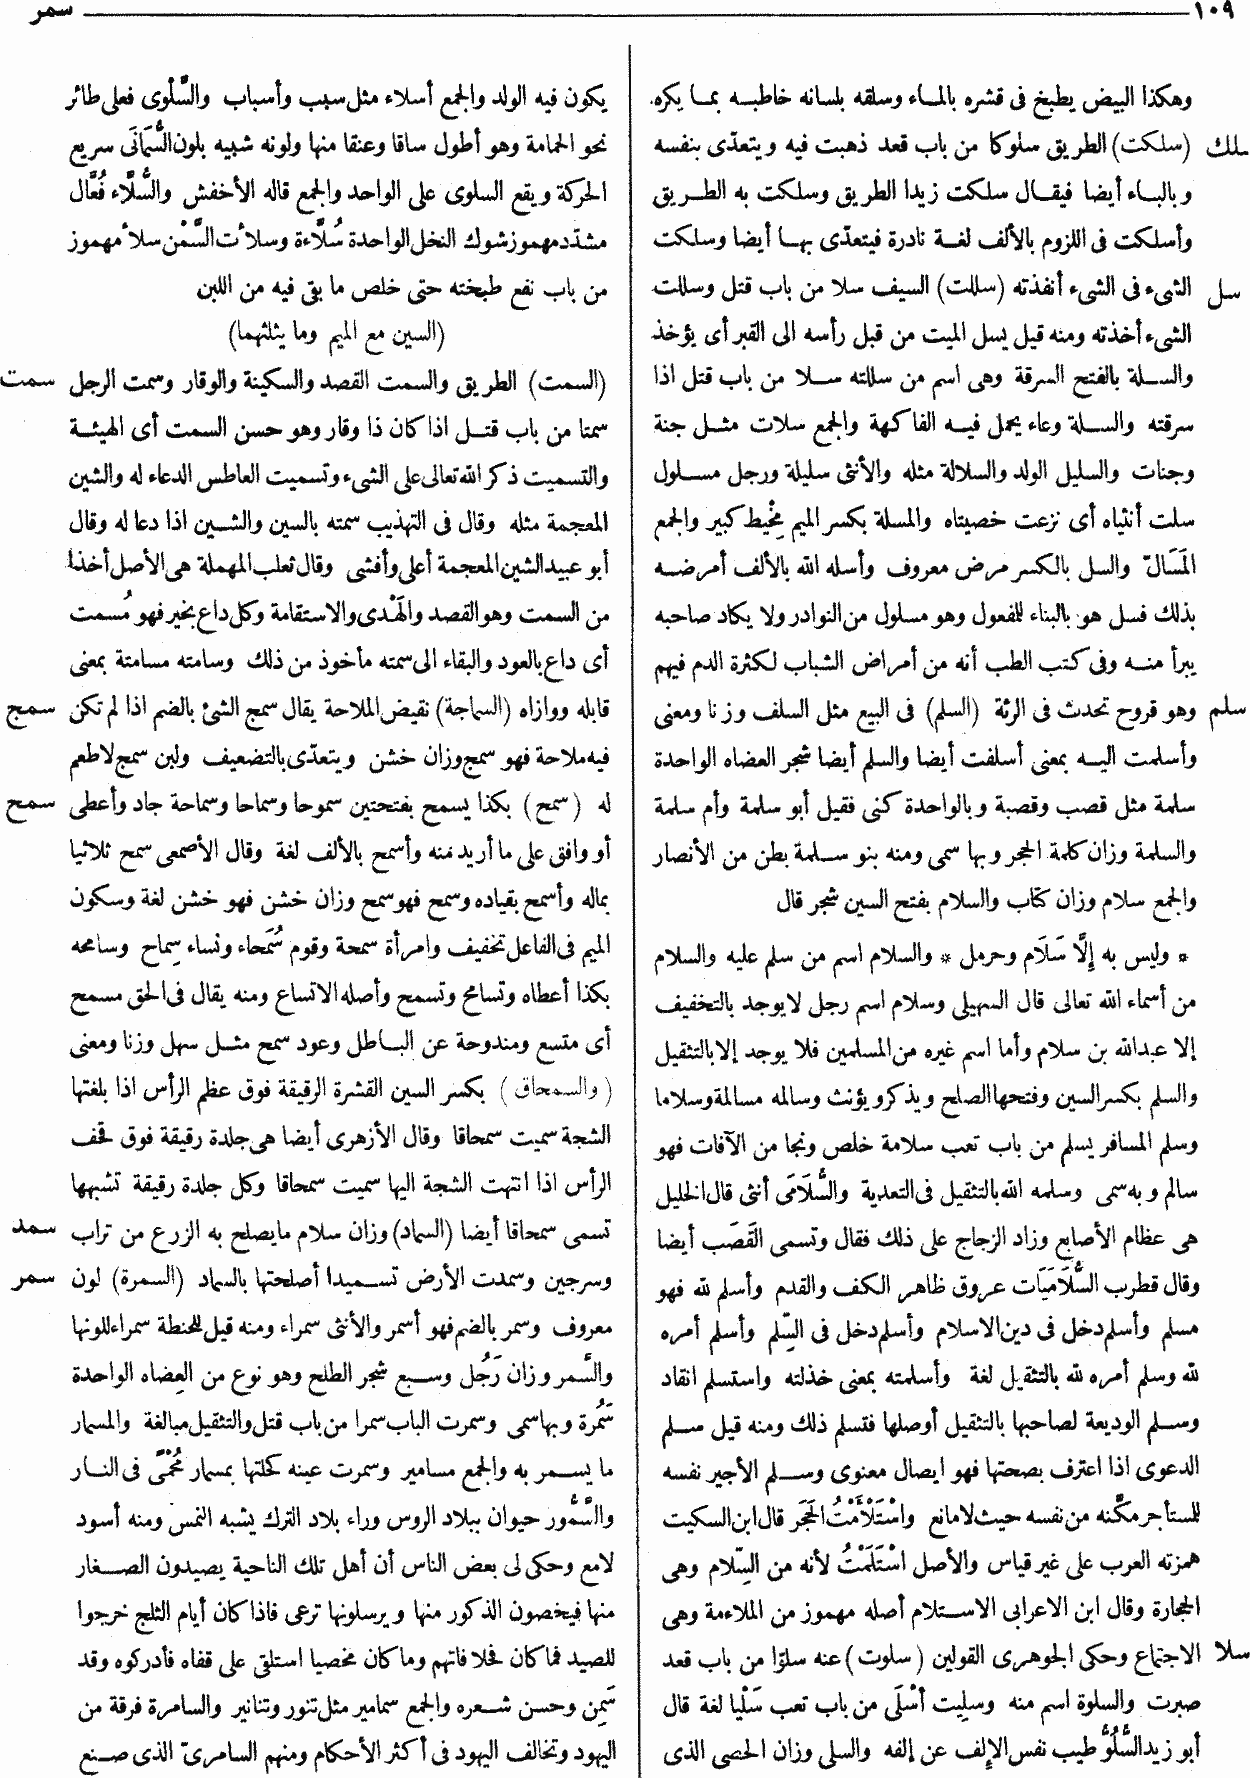 ١٠٩ سمر
وهكذا البيض يطبخ فى قشره بالماء وسلقه بلسانه خاطبه بما يكره
سلك (سلكت) الطريق سلوكا من باب قعد ذهبت فيه ويتعدّى بنفسه
وبالباء أيضا فيقال سلكت زيدا الطريق وسلكت به الطريق
وأسلكت فى اللزوم بالألف لغة نادرة فيتعدّى بها أيضا وسلكت
سل الشىء فى الشىء أنفذته (سللت) السيف سلا من باب قتل وسللت
الشىء أخذته ومنه قيل يسل الميت من قبل رأسه الى القبر أى يؤخذ
والسلة بالفتح السرقة وهى اسم من سللته سلا من باب قتل اذا
سرقته والسلة وعاء يحمل فيه الفاكهة والجمع سلات مثل جنة
وجنات والسليل الولد والسلالة مثله والأنثى سليلة ورجل مسلول
سلت أنثياه أى نزعت خصيتاه والمسلة بكسر الميم مِخْيط كبير والجمع
المَسَالّ والسل بالكسر مرض معروف وأسله الله بالألف أمرضه
بذلك فسل هو بالبناء للمفعول وهو مسلول من النوادر ولا يكاد صاحبه
يبرأ منه وفى كتب الطب أنه من أمراض الشباب لكثرة الدم فيهم
سلم وهو قروح تحدث فى الرئة (السلم) فى البيع مثل السلف وزنا ومعنى
وأسلمت اليه بمعنى أسلفت أيضا والسلم أيضا شجر العضاه الواحدة
سلمة مثل قصب وقصبة وبالواحدة كنى فقيل أبو سلمة وأم سلمة
والسلمة وزان كلمة الحجر وبها سمى ومنه بنو سلمة بطن من الأنصار
والجمع سلام وزان كتاب والسلام بفتح السين شجر قال
* وليس به إلَّا سَلَام وحرمل * والسلام اسم من سلم عليه والسلام
من أسماء الله تعالى قال السهيلى وسلام اسم رجل لا يوجد بالتخفيف
إلا عبدالله بن سلام وأما اسم غيره من المسلمين فلا يوجد إلا بالتثقيل
والسلم بكسر السين وفتحها الصلح ويذكر ويؤنث وسالمه مسالمة وسلاما
وسلم المسافر يسلم من باب تعب سلامة خلص ونجا من الآفات فهو
سالم وبه سمى وسلمه الله بالتثقيل فى التعدية والسُّلَامَى أنثى قال الخليل
هى عظام الأصابع وزاد الزجاج على ذلك فقال وتسمى القَصَب أيضا
وقال قطرب السُّلَامَيَات عروق ظاهر الكف والقدم وأسلم لله فهو
مسلم وأسلم دخل فى دين الاسلام وأسلم دخل فى السِّلم وأسلم أمره
لله وسلم أمره لله بالتثقيل لغة وأسلمته بمعنى خذلته واستسلم انقاد
وسلم الوديعة لصاحبها بالتثقيل أوصلها فتسلم ذلك ومنه قيل سلم
الدعوى اذا اعترف بصحتها فهو ايصال معنوى وسلم الأجير نفسه
للستأجر مكَّنه من نفسه حيث لا مانع واسْتَلْأَمْتُ الحَجَر قال ابن السكيت
همزته العرب على غير قياس والأصل اسْتَلَمْتُ لأنه من السِّلام وهى
الحجارة وقال ابن الاعرابى الاستلام أصله مهموز من الملاءمة وهى
سلا الاجتماع وحكى الجوهرى القولين (سلوت) عنه سلوّا من باب قعد
صبرت والسلوة اسم منه وسلِيت أسْلَى من باب تعب سَلْيا لغة قال
أبو زيد السُّلُوُّ طيب نفس الإلف عن إلفه والسلى وزان الحصى الذى
يكون فيه الولد والجمع أسلاء مثل سبب وأسباب والسَّلْوى فعلى طائر
نحو الحمامة وهو أطول ساقا وعنقا منها ولونه شبيه بلون السُّمَانَى سريع
الحركة ويقع السلوى على الواحد والجمع قاله الأخفش والسُّلَّاء فُعَّال
مشدّد مهموز شوك النخل الواحدة سُلَّاءة وسلأت السَّمْن سلأ مهموز
من باب نفع طبخته حتى خلص ما بقى فيه من اللبن
(السين مع الميم وما يثلثهما)
سمت (السمت) الطريق والسمت القصد والسكينة والوقار وسمت الرجل
سمتا من باب قتل اذا كان ذا وقار وهو حسن السمت أى الهيئة
والتسميت ذكر الله تعالى على الشىء وتسميت العاطس الدعاء له والشين
المعجمة مثله وقال فى التهذيب سمته بالسين والشين اذا دعا له وقال
أبو عبيد الشين المعجمة أعلى وأفشى وقال ثعلب المهملة هى الأصل أخذا
من السمت وهو القصد والهَدْى والاستقامة وكل داع بخير فهو مُسمت
أى داع بالعود والبقاء الى سمته مأخوذ من ذلك وسامته مسامتة بمعنى
سمج قابله ووازاه (السماجة) نقيض الملاحة يقال سمج الشئ بالضم اذا لم تكن
فيه ملاحة فهو سمج وزان خشن ويتعدّى بالتضعيف ولبن سمج لا طعم
سمح له (سمح) بكذا يسمح بفتحتين سموحا وسماحا وسماحة جاد وأعطى
أو وافق على ما أريد منه وأسمح بالألف لغة وقال الأصمعى سمح ثلاثيا
بماله وأسمح بقياده وسمح فهو سمح وزان خشن فهو خشن لغة وسكون
الميم فى الفاعل تخفيف وامرأة سمحة وقوم سُمَحاء ونساء سِماح وسامحه
بكذا أعطاه وتسامح وتسمح وأصله الاتساع ومنه يقال فى الحق مسمح
أى متسع ومندوحة عن الباطل وعود سمح مثل سهل وزنا ومعنى
(والسمحاق) بكسر السين القشرة الرقيقة فوق عظم الرأس اذا بلغتها
الشجة سميت سمحاقا وقال الأزهرى أيضا هى جلدة رقيقة فوق قحف
الرأس اذا انتهت الشجة اليها سميت سمحاقا وكل جلدة رقيقة تشبهها
سمد تسمى سمحاقا أيضا (السماد) وزان سلام ما يصلح به الزرع من تراب
سمر وسرجين وسمدت الأرض تسميدا أصلحتها بالسماد (السمرة) لون
معروف وسمر بالضم فهو أسمر والأنثى سمراء ومنه قيل للحنطة سمراء للونها
والسَّمر وزان رَجُل وسبع شجر الطلح وهو نوع من العِضاه الواحدة
سَمُرة وبها سمى وسمرت الباب سمرا من باب قتل والتثقيل مبالغة والمسمار
ما يسمر به والجمع مسامير وسمرت عينه كحلتها بمسمار مُحْمًى فى النار
والسَّمُّور حيوان ببلاد الروس وراء بلاد الترك يشبه النمس ومنه أسود
لامع وحكى لى بعض الناس أن أهل تلك الناحية يصيدون الصغار
منها فيخصون الذكور منها ويرسلونها ترعى فاذا كان أيام الثلج خرجوا
للصيد فما كان فحلا فاتهم وما كان مخصيا استلقى على قفاه فأدركوه وقد
سَمِن وحسن شعره والجمع سمامير مثل تنور وتنانير والسامرة فرقة من
اليهود وتخالف اليهود فى أكثر الأحكام ومنهم السامرىّ الذى صنع